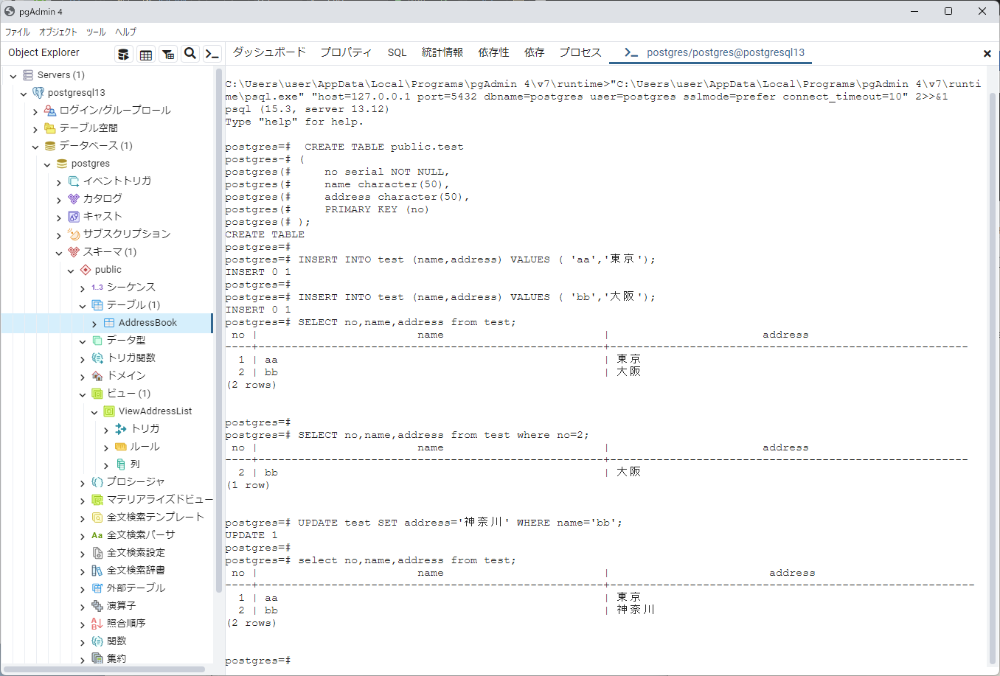 pgAdmin 4
ファイル オブジェクト ツール ヘルプ
Object Explorer
ダッシュボード プロパティ SQL 統計情報 依存性 依存 プロセス postgres/postgres@postgresql13
Servers (1)
postgresql13
ログイン/グループロール
テーブル空間
データベース (1)
postgres
イベントトリガ
カタログ
キャスト
サブスクリプション
スキーマ (1)
public
1..3 シーケンス
テーブル (1)
AddressBook
データ型
トリガ関数
ドメイン
ビュー (1)
ViewAddressList
トリガ
ルール
列
プロシージャ
マテリアライズドビュー
全文検索テンプレート
Aa 全文検索パーサ
全文検索設定
全文検索辞書
外部テーブル
演算子
照合順序
関数
集約
C:\Users\user\AppData\Local\Programs\pgAdmin 4\v7\runtime>"C:\Users\user\AppData\Local\Programs\pgAdmin 4\v7\runti
me\psql.exe" "host=127.0.0.1 port=5432 dbname=postgres user=postgres sslmode=prefer connect_timeout=10" 2>>&1
psql (15.3, server 13.12)
Type "help" for help.
postgres=#  CREATE TABLE public.test
postgres-# (
postgres(#     no serial NOT NULL,
postgres(#     name character(50),
postgres(#     address character(50),
postgres(#     PRIMARY KEY (no)
postgres(# );
CREATE TABLE
postgres=#
postgres=# INSERT INTO test (name,address) VALUES ( 'aa','東京');
INSERT 0 1
postgres=#
postgres=# INSERT INTO test (name,address) VALUES ( 'bb','大阪');
INSERT 0 1
postgres=# SELECT no,name,address from test;
no | name | address
----+----------------------------------------------------+------------------------------------------------------
1 | aa | 東京
2 | bb | 大阪
(2 rows)
postgres=#
postgres=# SELECT no,name,address from test where no=2;
no | name | address
----+----------------------------------------------------+------------------------------------------------------
2 | bb | 大阪
(1 row)
postgres=# UPDATE test SET address='神奈川' WHERE name='bb';
UPDATE 1
postgres=#
postgres=# select no,name,address from test;
no | name | address
----+----------------------------------------------------+-------------------------------------------------------
1 | aa | 東京
2 | bb | 神奈川
(2 rows)
postgres=#